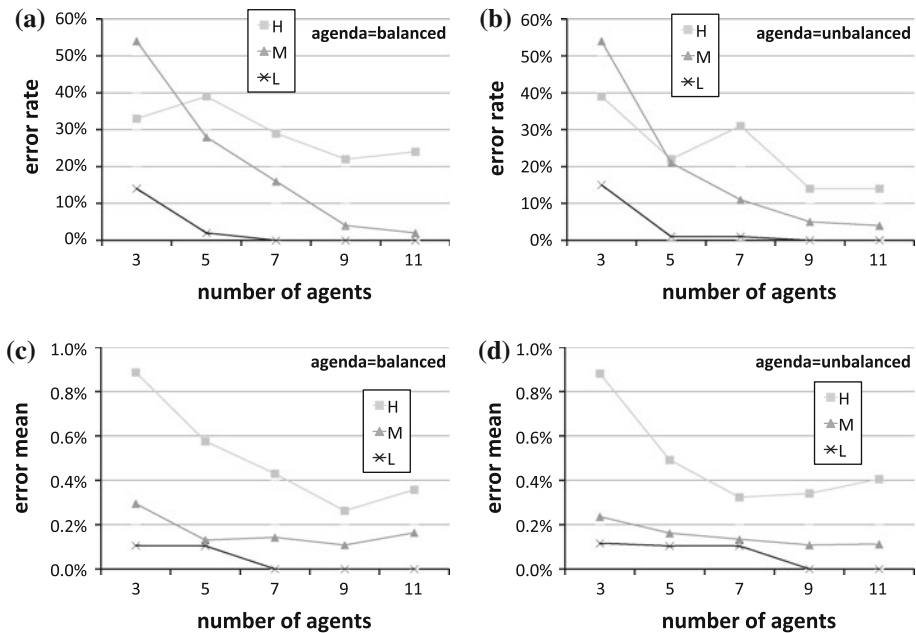 (a)
agenda=balanced
H
M
L
60%
50%
40%
30%
20%
10%
0%
error rate
3 5 7 9 11
number of agents
(b)
agenda=unbalanced
H
M
L
60%
50%
40%
30%
20%
10%
0%
error rate
3 5 7 9 11
number of agents
(c)
agenda=balanced
H
M
L
1.0%
0.8%
0.6%
0.4%
0.2%
0.0%
error mean
3 5 7 9 11
number of agents
(d)
agenda=unbalanced
H
M
L
1.0%
0.8%
0.6%
0.4%
0.2%
0.0%
error mean
3 5 7 9 11
number of agents